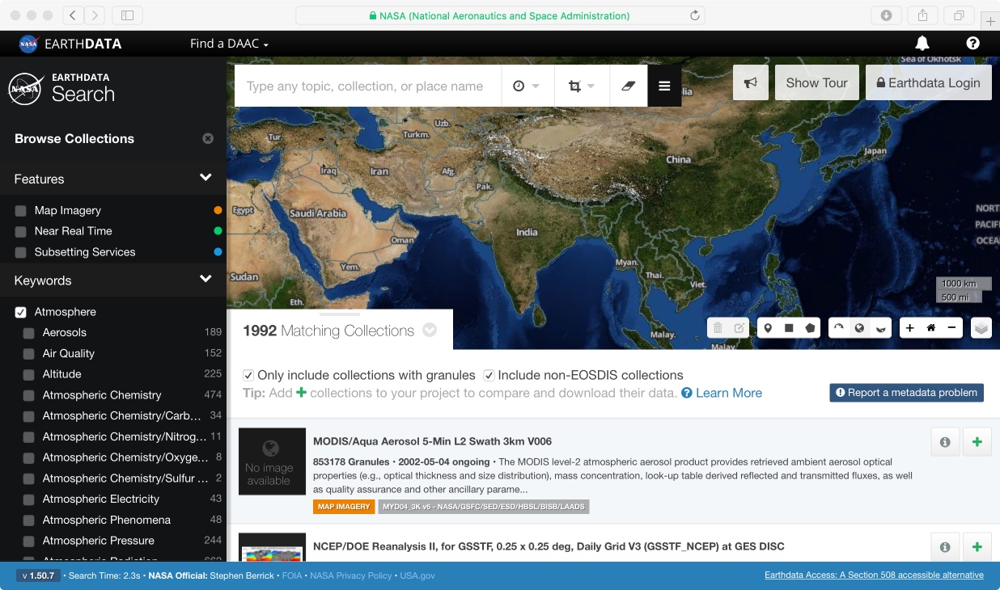 NASA (National Aeronautics and Space Administration)
NASA EARTHDATA
Find a DAAC
NASA
EARTHDATA
Search
Type any topic, collection, or place name
Show Tour
Earthdata Login
Browse Collections
Features
Map Imagery
Near Real Time
Subsetting Services
Keywords
Atmosphere
Aerosols 189
Air Quality 152
Altitude 225
Atmospheric Chemistry 474
Atmospheric Chemistry/Carb... 34
Atmospheric Chemistry/Nitrog... 11
Atmospheric Chemistry/Oxyge... 8
Atmospheric Chemistry/Sulfur ... 2
Atmospheric Electricity 43
Atmospheric Phenomena 48
Atmospheric Pressure 244
Atmospheric Radiation 662
Sea of Okhotsk
lia
Uzb.
Turkm.
Tur.
Japan
China
Iraq
Iran
Afg.
Pak.
Egypt
Saudi Arabia
NORT
PACIF
OCEA
India
Oman
Myan.
Yem.
Sudan
Thai.
Viet.
Eth.
1000 km
500 mi
Malay.
Malay.
1992 Matching Collections
Only include collections with granules Include non-EOSDIS collections
Tip: Add + collections to your project to compare and download their data. Learn More
Report a metadata problem
No image
available
MODIS/Aqua Aerosol 5-Min L2 Swath 3km V006
853178 Granules • 2002-05-04 ongoing • The MODIS level-2 atmospheric aerosol product provides retrieved ambient aerosol optical
properties (e.g., optical thickness and size distribution), mass concentration, look-up table derived reflected and transmitted fluxes, as well
as quality assurance and other ancillary parame...
MAP IMAGERY MYD04_3K v6 - NASA/GSFC/SED/ESD/HBSL/BISB/LAADS
NCEP/DOE Reanalysis II, for GSSTF, 0.25 x 0.25 deg, Daily Grid V3 (GSSTF_NCEP) at GES DISC
v 1.50.7 • Search Time: 2.3s • NASA Official: Stephen Berrick • FOIA • NASA Privacy Policy • USA.gov
Earthdata Access: A Section 508 accessible alternative